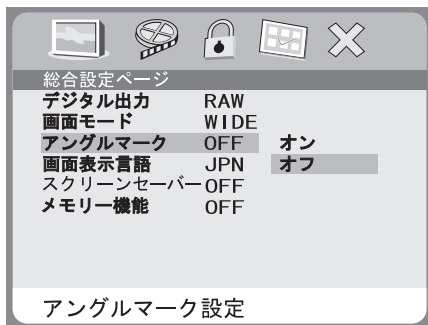 総合設定ページ
デジタル出力 RAW
画面モード WIDE
アングルマーク OFF オン
画面表示言語 JPN オフ
スクリーンセーバー OFF
メモリー機能 OFF
アングルマーク設定